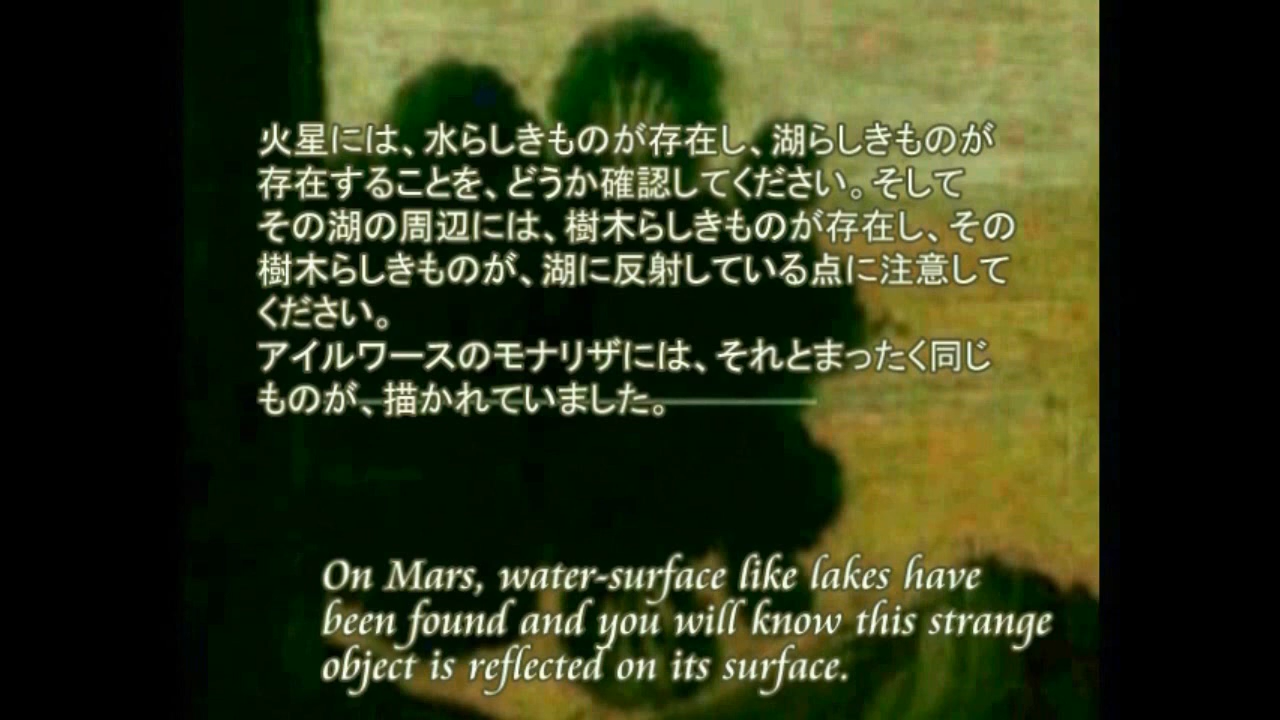 火星には、水らしきものが存在し、湖らしきものが
存在することを、どうか確認してください。そして
その湖の周辺には、樹木らしきものが存在し、その
樹木らしきものが、湖に反射している点に注意して
ください。
アイルワースのモナリザには、それとまったく同じ
ものが、描かれていました。
On Mars, water-surface like lakes have
been found and you will know this strange
object is reflected on its surface.